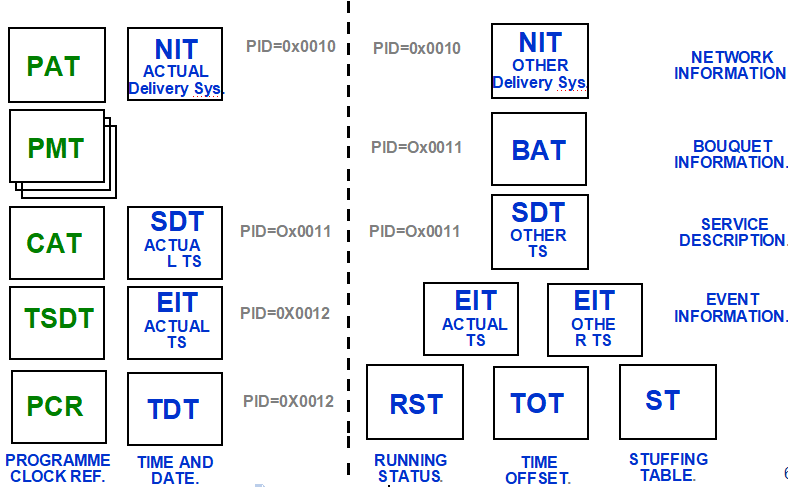 PAT
NIT
ACTUAL
Delivery Sys.
PID=0x0010
PID=0x0010
NIT
OTHER
Delivery Sys.
NETWORK
INFORMATION
PMT
PID=Ox0011
BAT
BOUQUET
INFORMATION.
CAT
SDT
ACTUA
L TS
PID=Ox0011
PID=Ox0011
SDT
OTHER
TS
SERVICE
DESCRIPTION.
TSDT
EIT
ACTUAL
TS
PID=0X0012
EIT
ACTUAL
TS
EIT
OTHE
R TS
EVENT
INFORMATION.
PCR
TDT
PID=0X0012
RST
TOT
ST
PROGRAMME
CLOCK REF.
TIME AND
DATE.
RUNNING
STATUS.
TIME
OFFSET.
STUFFING
TABLE.
6